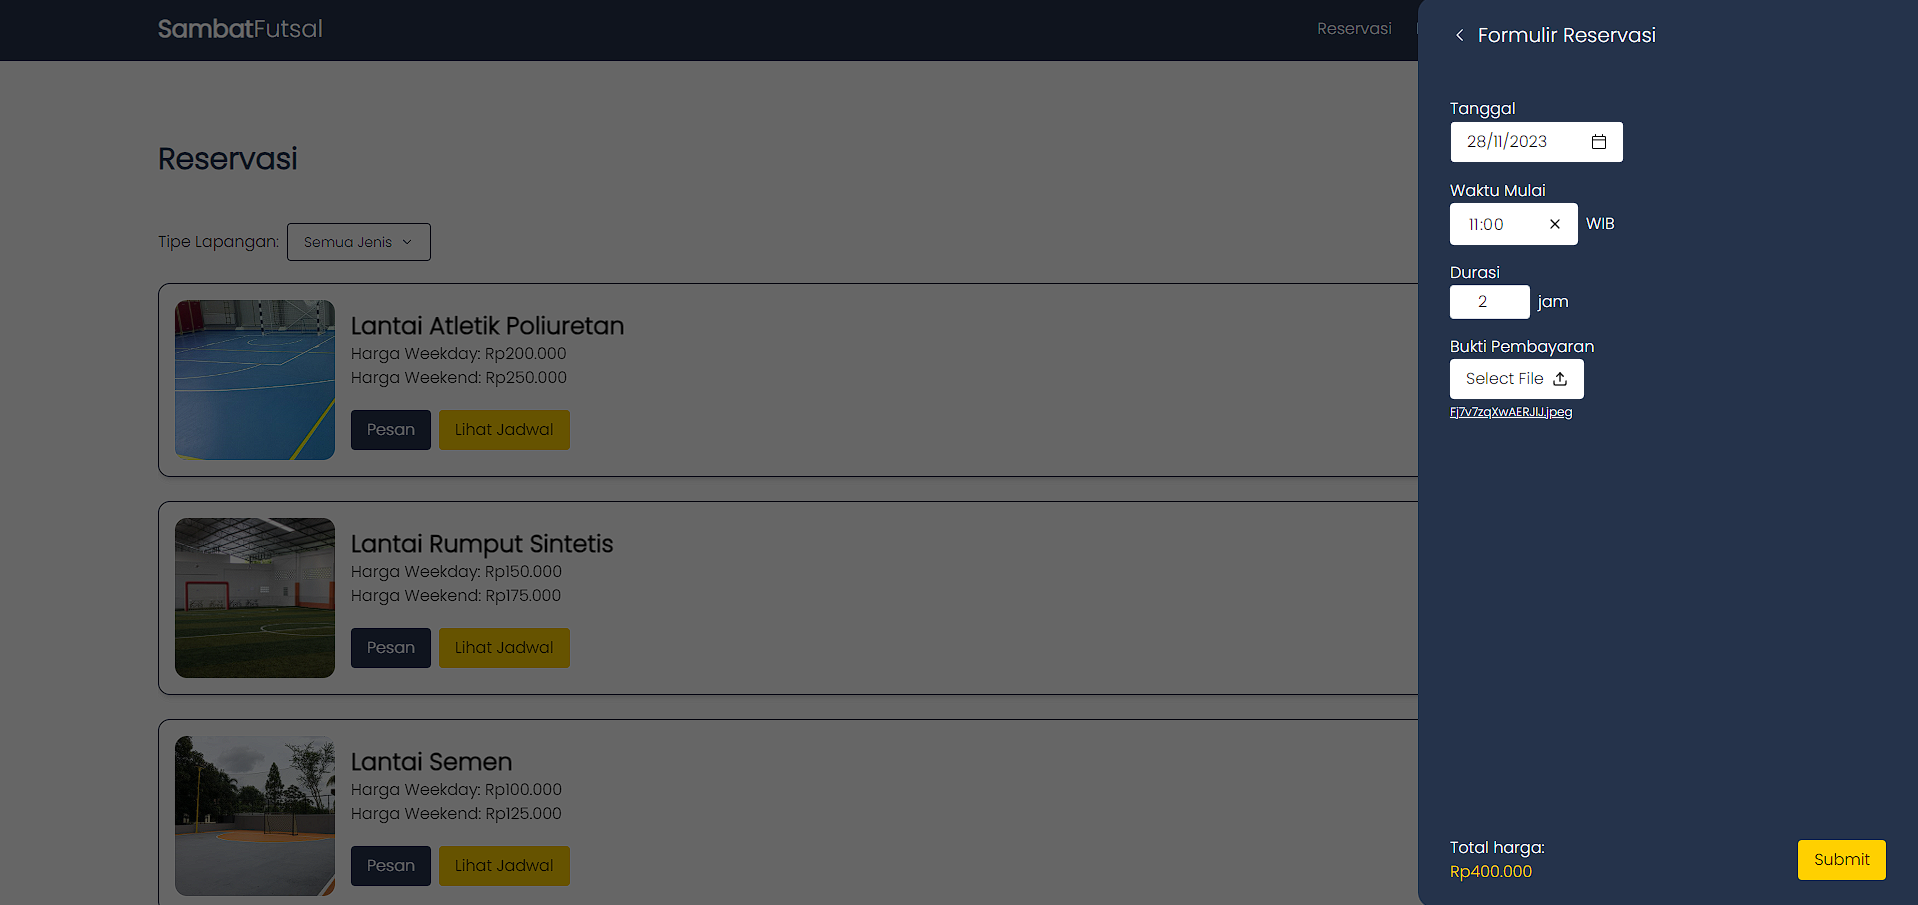 SambatFutsal
Reservasi
Reservasi
Tipe Lapangan: Semua Jenis
Lantai Atletik Poliuretan
Harga Weekday: Rp200.000
Harga Weekend: Rp250.000
Pesan Lihat Jadwal
Lantai Rumput Sintetis
Harga Weekday: Rp150.000
Harga Weekend: Rp175.000
Pesan Lihat Jadwal
Lantai Semen
Harga Weekday: Rp100.000
Harga Weekend: Rp125.000
Pesan Lihat Jadwal
Formulir Reservasi
Tanggal
28/11/2023
Waktu Mulai
11:00 WIB
Durasi
2 jam
Bukti Pembayaran
Select File
Total harga:
Rp400.000
Submit